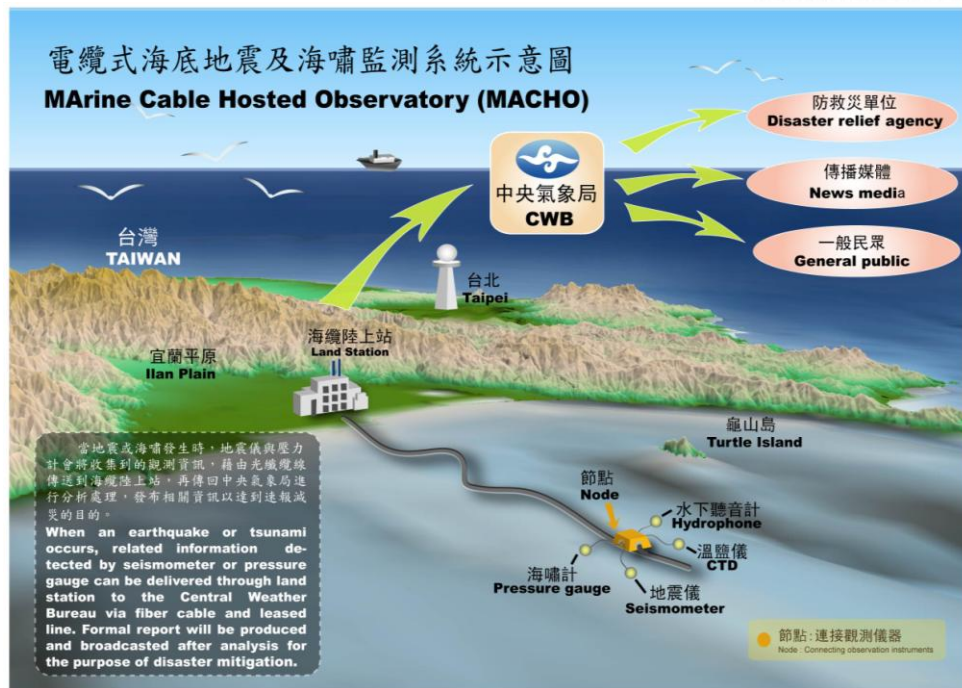 電纜式海底地震及海嘯監測系統示意圖
MArine Cable Hosted Observatory (MACHO)
防救災單位
Disaster relief agency
傳播媒體
News media
一般民眾
General public
中央氣象局
CWB
台灣
TAIWAN
台北
Taipei
海纜陸上站
Land Station
宜蘭平原
Ilan Plain
龜山島
Turtle Island
節點
Node
水下聽音計
Hydrophone
溫鹽儀
CTD
海嘯計
Pressure gauge
地震儀
Seismometer
當地震或海嘯發生時，地震儀與壓力
計會將收集到的觀測資訊，藉由光纖纜線
傳送到海纜陸上站，再傳回中央氣象局進
行分析處理，發布相關資訊以達到速報減
災的目的。
When an earthquake or tsunami
occurs, related information de-
tected by seismometer or pressure
gauge can be delivered through land
station to the Central Weather
Bureau via fiber cable and leased
line. Formal report will be produced
and broadcasted after analysis for
the purpose of disaster mitigation.
節點：連接觀測儀器
Node : Connecting observation instruments